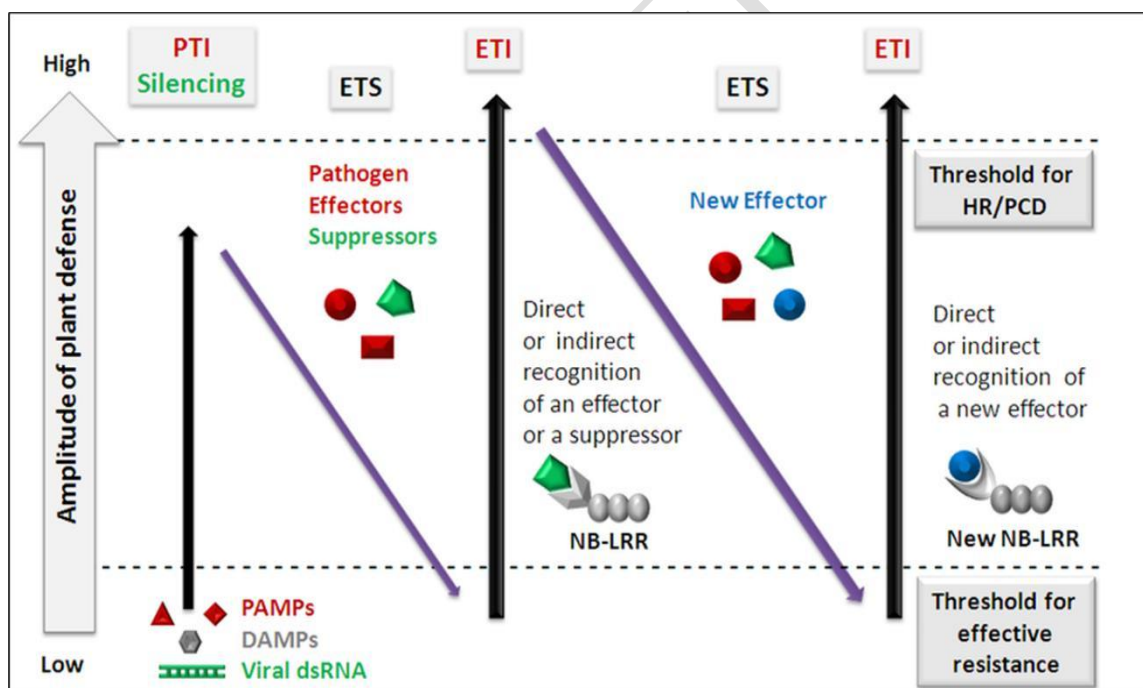 High
Amplitude of plant defense
Low
PTI
Silencing
ETS
ETI
ETS
ETI
Pathogen
Effectors
Suppressors
New Effector
Threshold for
HR/PCD
Direct
or indirect
recognition
of an effector
or a suppressor
NB-LRR
Direct
or indirect
recognition of
a new effector
New NB-LRR
PAMPs
DAMPs
Viral dsRNA
Threshold for
effective
resistance